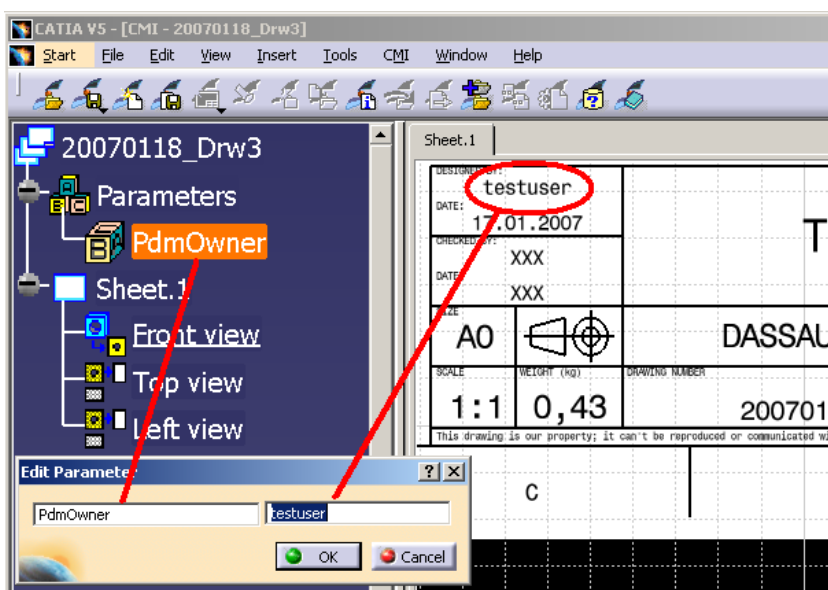 CATIA V5 - [CMI - 20070118_Drw3]
Start File Edit View Insert Tools CMI Window Help
20070118_Drw3
Parameters
PdmOwner
Sheet.1
Front view
Top view
Left view
Sheet.1
DESIGNED BY:
testuser
DATE:
17.01.2007
CHECKED BY:
XXX
DATE
XXX
SIZE
A0
DASSAU
SCALE
1:1
WEIGHT (kg)
0,43
DRAWING NUMBER
200701
This drawing is our property; it can't be reproduced or communicated wi
C
T
Edit Parameter
? X
PdmOwner
testuser
OK Cancel